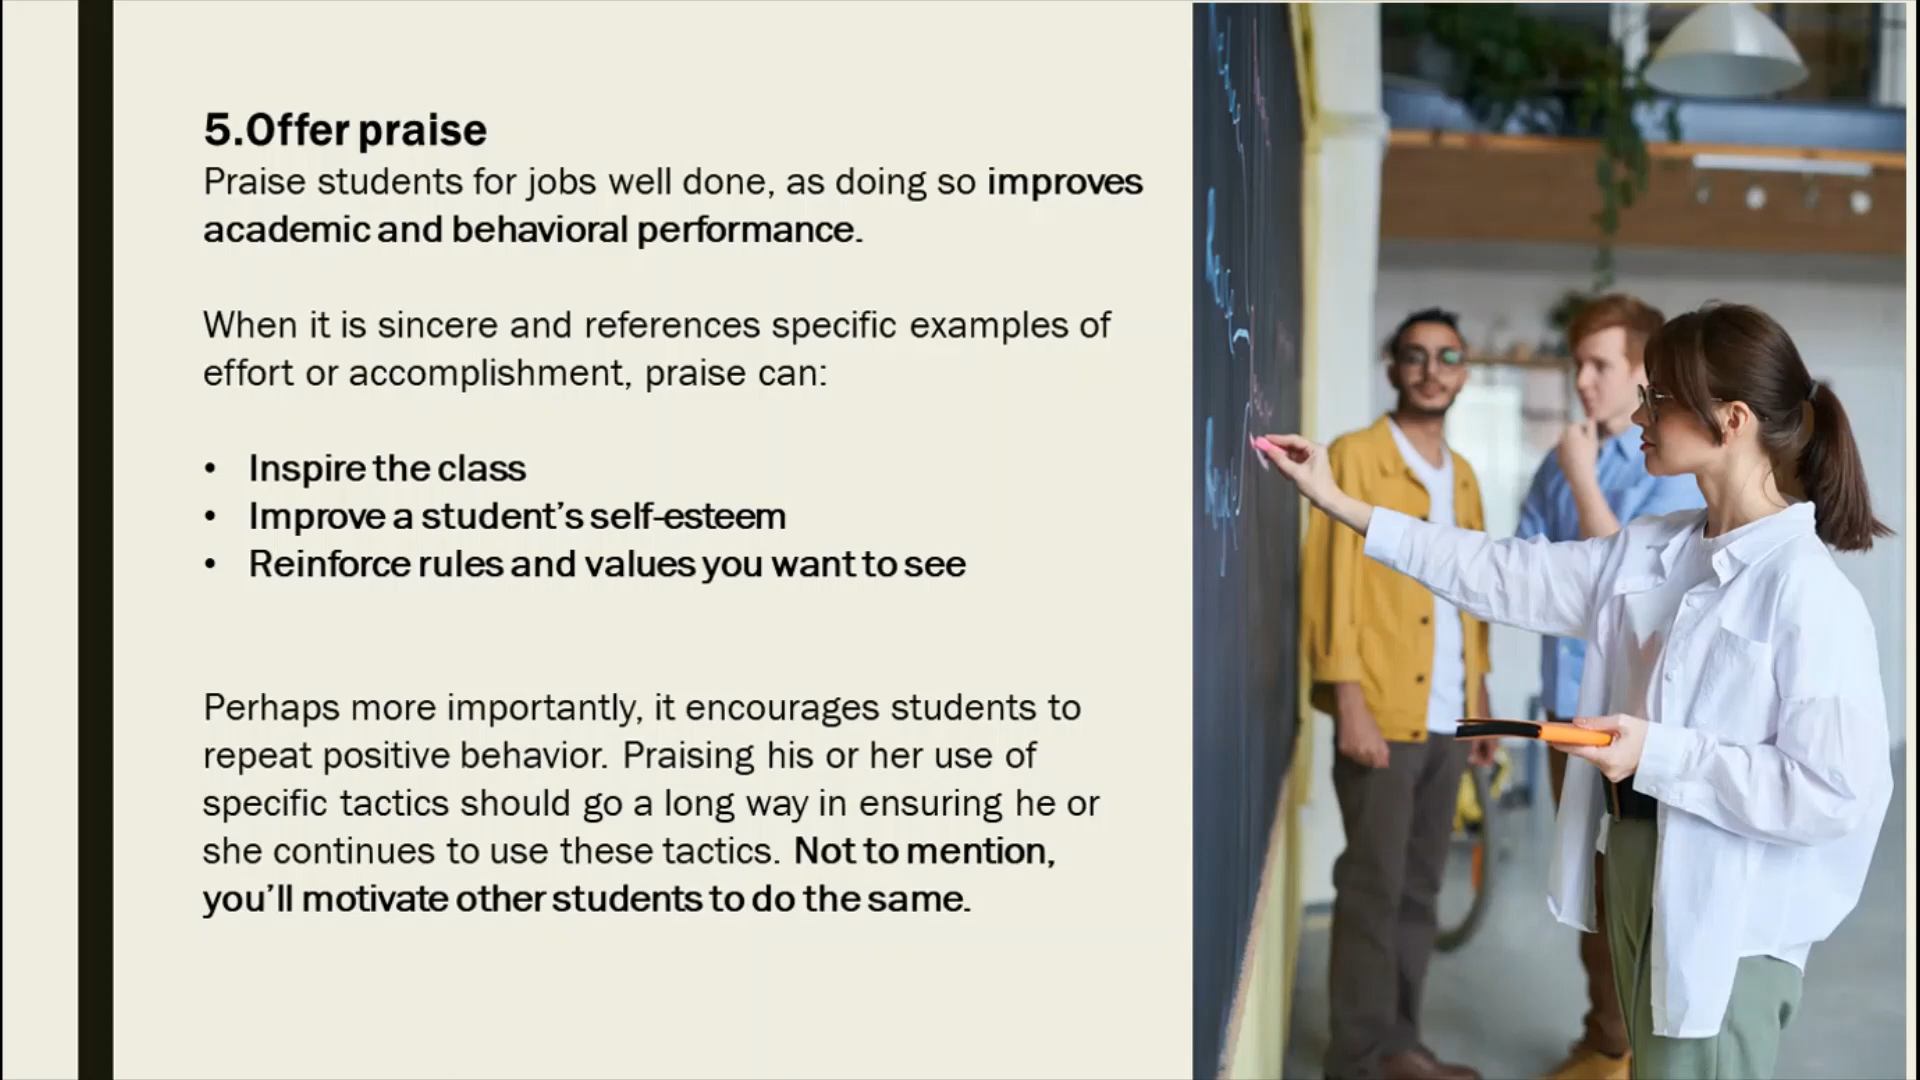 5.Offer praise
Praise students for jobs well done, as doing so improves
academic and behavioral performance.
When it is sincere and references specific examples of
effort or accomplishment, praise can:
• Inspire the class
• Improve a student’s self-esteem
• Reinforce rules and values you want to see
Perhaps more importantly, it encourages students to
repeat positive behavior. Praising his or her use of
specific tactics should go a long way in ensuring he or
she continues to use these tactics. Not to mention,
you’ll motivate other students to do the same.